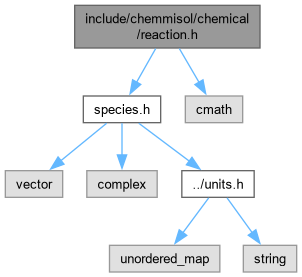 include/chemmisol/chemical
/reaction.h
species.h
cmath
vector
complex
../units.h
unordered_map
string